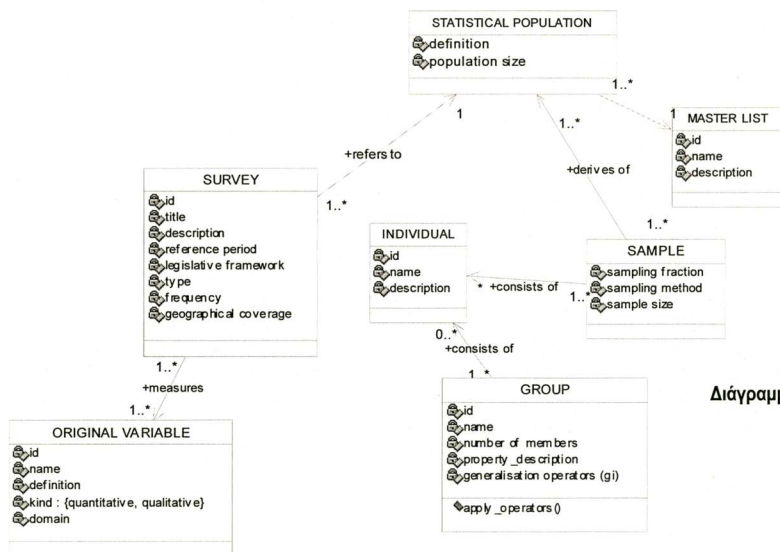 STATISTICAL POPULATION
definition
population size
1
1..*
1..*
1
MASTER LIST
id
name
description
+refers to
+derives of
SURVEY
id
title
description
reference period
legislative framework
type
frequency
geographical coverage
1..*
1..*
INDIVIDUAL
id
name
description
SAMPLE
sampling fraction
sampling method
sample size
* +consists of 1..*
0..*
+consists of
1..*
1..*
+measures
1..*
GROUP
id
name
number of members
property_description
generalisation operators (gi)
apply_operators()
ORIGINAL VARIABLE
id
name
definition
kind : {quantitative, qualitative}
domain
Διάγραμμ